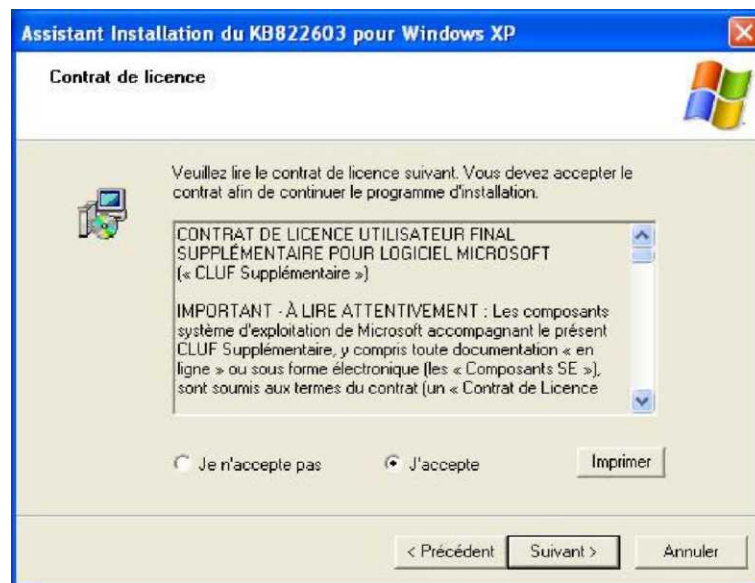 Assistant Installation du KB822603 pour Windows XP
Contrat de licence
Veuillez lire le contrat de licence suivant. Vous devez accepter le
contrat afin de continuer le programme d'installation.
CONTRAT DE LICENCE UTILISATEUR FINAL
SUPPLÉMENTAIRE POUR LOGICIEL MICROSOFT
(« CLUF Supplémentaire »)
IMPORTANT - À LIRE ATTENTIVEMENT : Les composants
système d'exploitation de Microsoft accompagnant le présent
CLUF Supplémentaire, y compris toute documentation « en
ligne » ou sous forme électronique (les « Composants SE »),
sont soumis aux termes du contrat (un « Contrat de Licence
Je n'accepte pas
J'accepte
Imprimer
< Précédent
Suivant >
Annuler